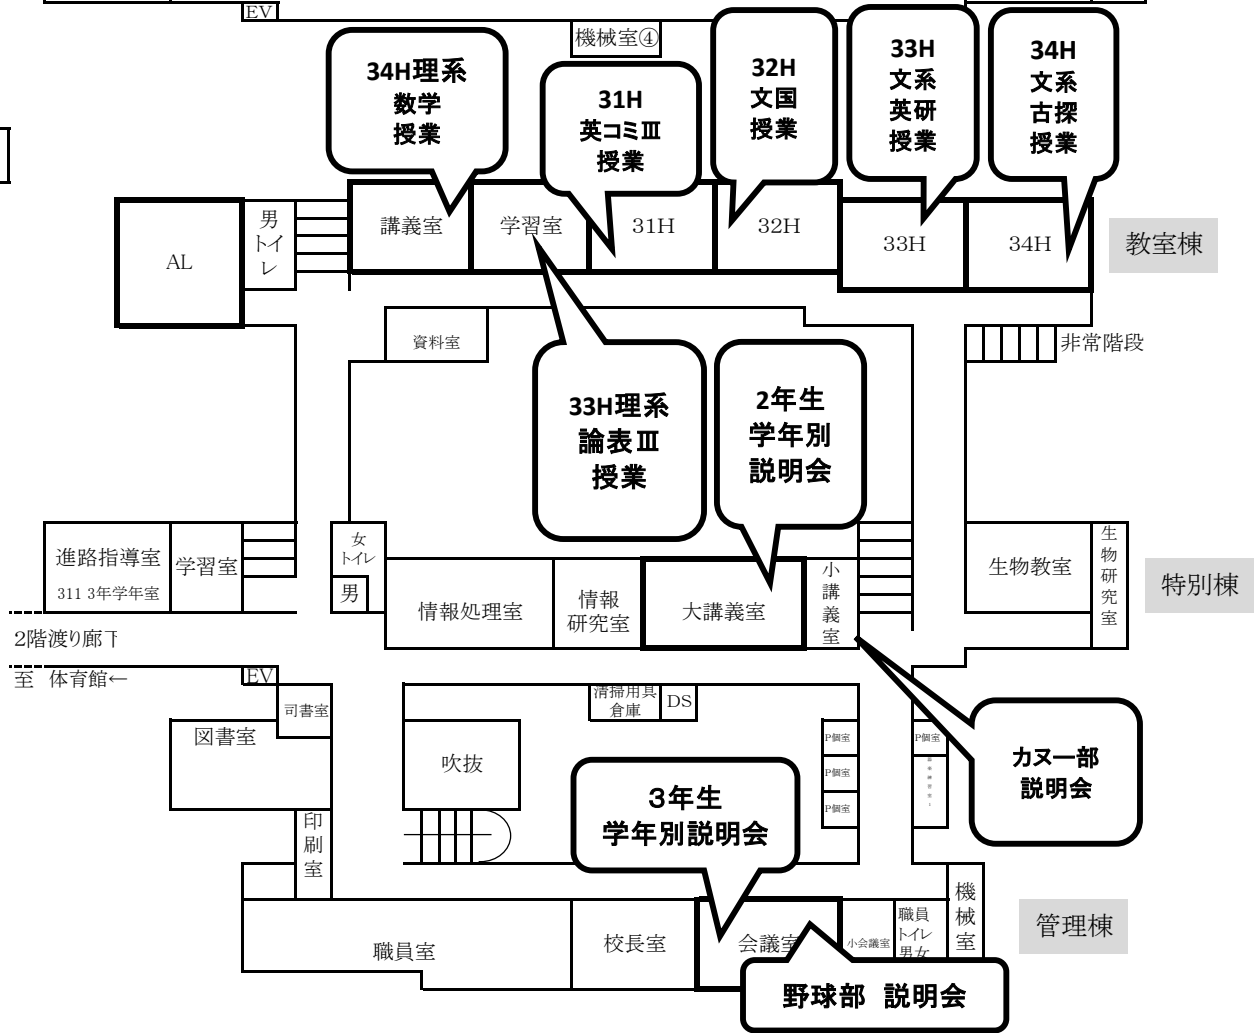 EV
機械室④
34H理系
数学
授業
31H
英コミⅢ
授業
32H
文国
授業
33H
文系
英研
授業
34H
文系
古探
授業
AL
男
トイ
レ
講義室
学習室
31H
32H
33H
34H
教室棟
資料室
非常階段
33H理系
論表Ⅲ
授業
2年生
学年別
説明会
進路指導室
311 3年学年室
学習室
女
トイレ
男
情報処理室
情報
研究室
大講義室
小
講
義
室
生物教室
生
物
研
究
室
特別棟
2階渡り廊下
至 体育館←
EV
司書室
図書室
吹抜
清掃用具
倉庫
DS
P個室
P個室
P個室
P個室
カヌー部
説明会
3年生
学年別説明会
印
刷
室
職員室
校長室
会議室
小会議室
職員
トイレ
男女
機
械
室
管理棟
野球部 説明会